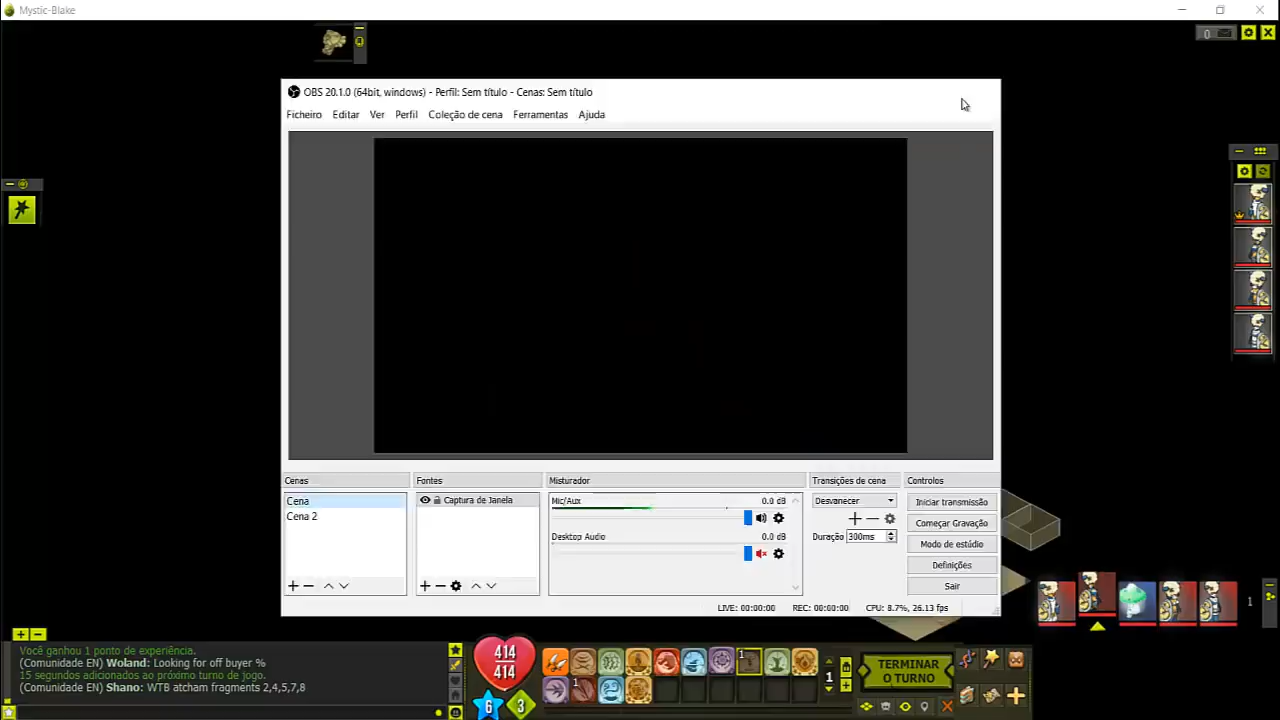 Mystic-Blake
0
OBS 20.1.0 (64bit, windows) - Perfil: Sem título - Cenas: Sem título
Ficheiro Editar Ver Perfil Coleção de cena Ferramentas Ajuda
Cenas Fontes Misturador Transições de cena Controlos
Cena
Cena 2
Captura de Janela
Mic/Aux 0.0 dB
Desktop Audio 0.0 dB
Desvanecer
Duração 300ms
Iniciar transmissão
Começar Gravação
Modo de estúdio
Definições
Sair
LIVE: 00:00:00 REC: 00:00:00 CPU: 8.7%, 26.13 fps
1
Você ganhou 1 ponto de experiência.
(Comunidade EN) Woland: Looking for off buyer %
15 segundos adicionados ao próximo turno de jogo.
(Comunidade EN) Shano: WTB atcham fragments 2,4,5,7,8
414
414
6 3
1
1
1
TERMINAR
O TURNO